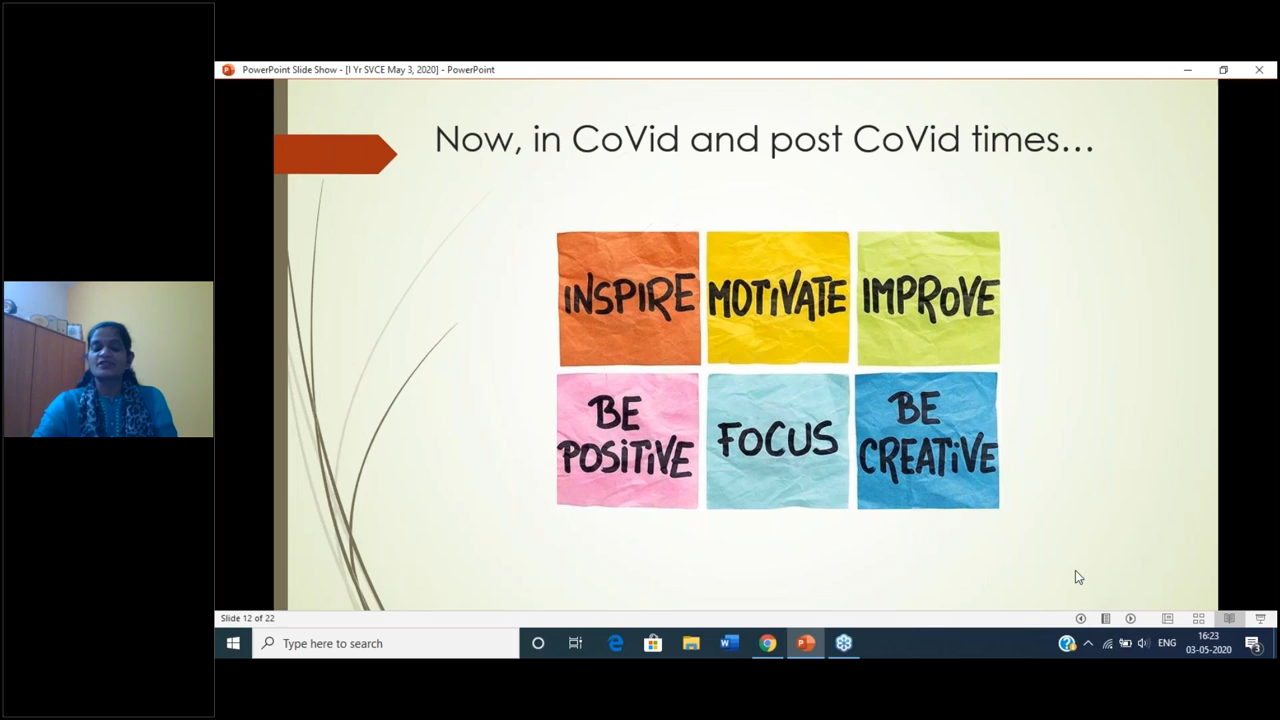 PowerPoint Slide Show - [I Yr SVCE May 3, 2020] - PowerPoint
Now, in CoVid and post CoVid times...
INSPIRE MOTIVATE IMPROVE
BE POSITIVE FOCUS BE CREATIVE
Slide 12 of 22
Type here to search
ENG
16:23
03-05-2020
3